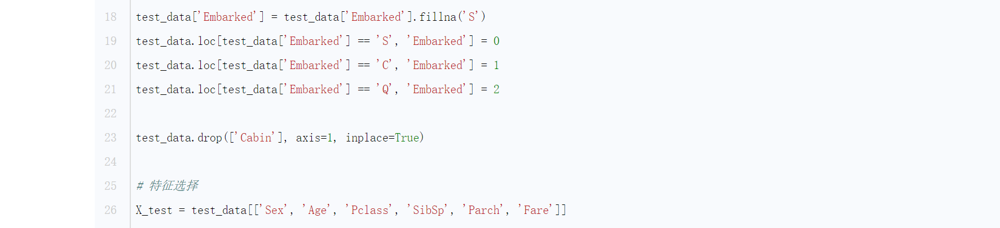 18 test_data['Embarked'] = test_data['Embarked'].fillna('S')
19 test_data.loc[test_data['Embarked'] == 'S', 'Embarked'] = 0
20 test_data.loc[test_data['Embarked'] == 'C', 'Embarked'] = 1
21 test_data.loc[test_data['Embarked'] == 'Q', 'Embarked'] = 2
22
23 test_data.drop(['Cabin'], axis=1, inplace=True)
24
25 # 特征选择
26 X_test = test_data[['Sex', 'Age', 'Pclass', 'SibSp', 'Parch', 'Fare']]